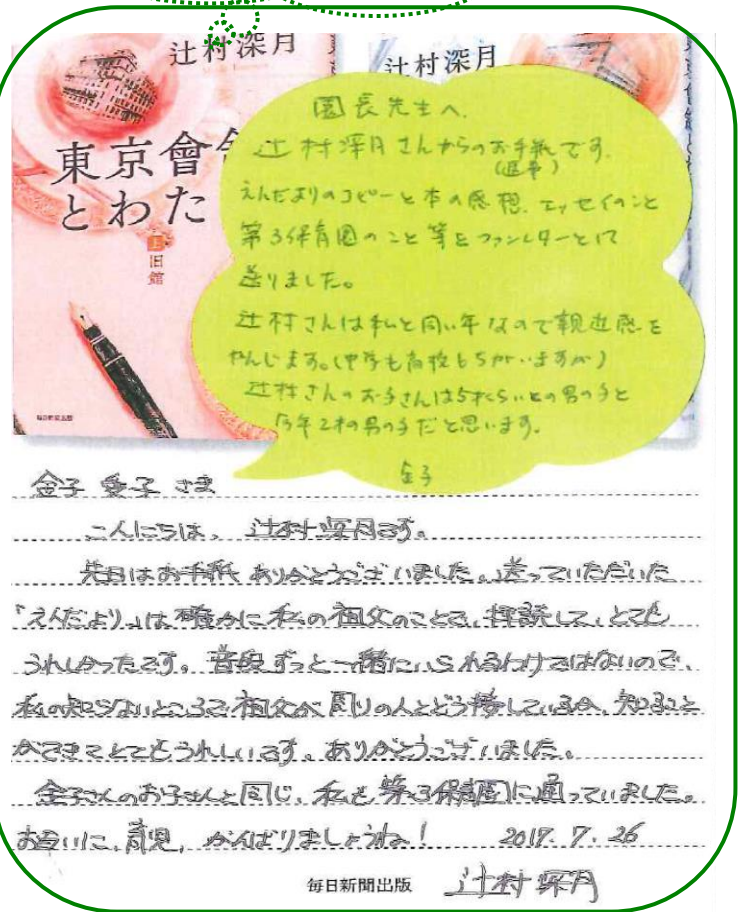 辻村深月
辻村深月
東京會舘
とわた
上 旧館
毎日新聞出版
園長先生へ、
辻村深月さんからのお手紙です。
(返事)
えんだよりのコピーと本の感想、エッセイのこと
第3保育園のこと等をファンレターとして
送りました。
辻村さんは私と同い年なので親近感を
かんじます。(中学も高校もちがいますが)
辻村さんのお子さんは5才くらいの男の子と
今年2才の男の子だと思います。
金子
金子 愛子 さま
こんにちは、辻村深月です。
先日はお手紙ありがとうございました。送っていただいた
『えんだより』は確かに私の祖父のことで、拝読して、とても
うれしかったです。普段ずっと一緒にいられるわけではないので、
私の知らないところで祖父が周りの人とどう接しているか、知ること
ができてとてもうれしいです。ありがとうございました。
金子さんのお子さんと同じ、私も第3保育園に通っていました。
お互いに、育児、がんばりましょうね! 2017.7.26
毎日新聞出版 辻村深月